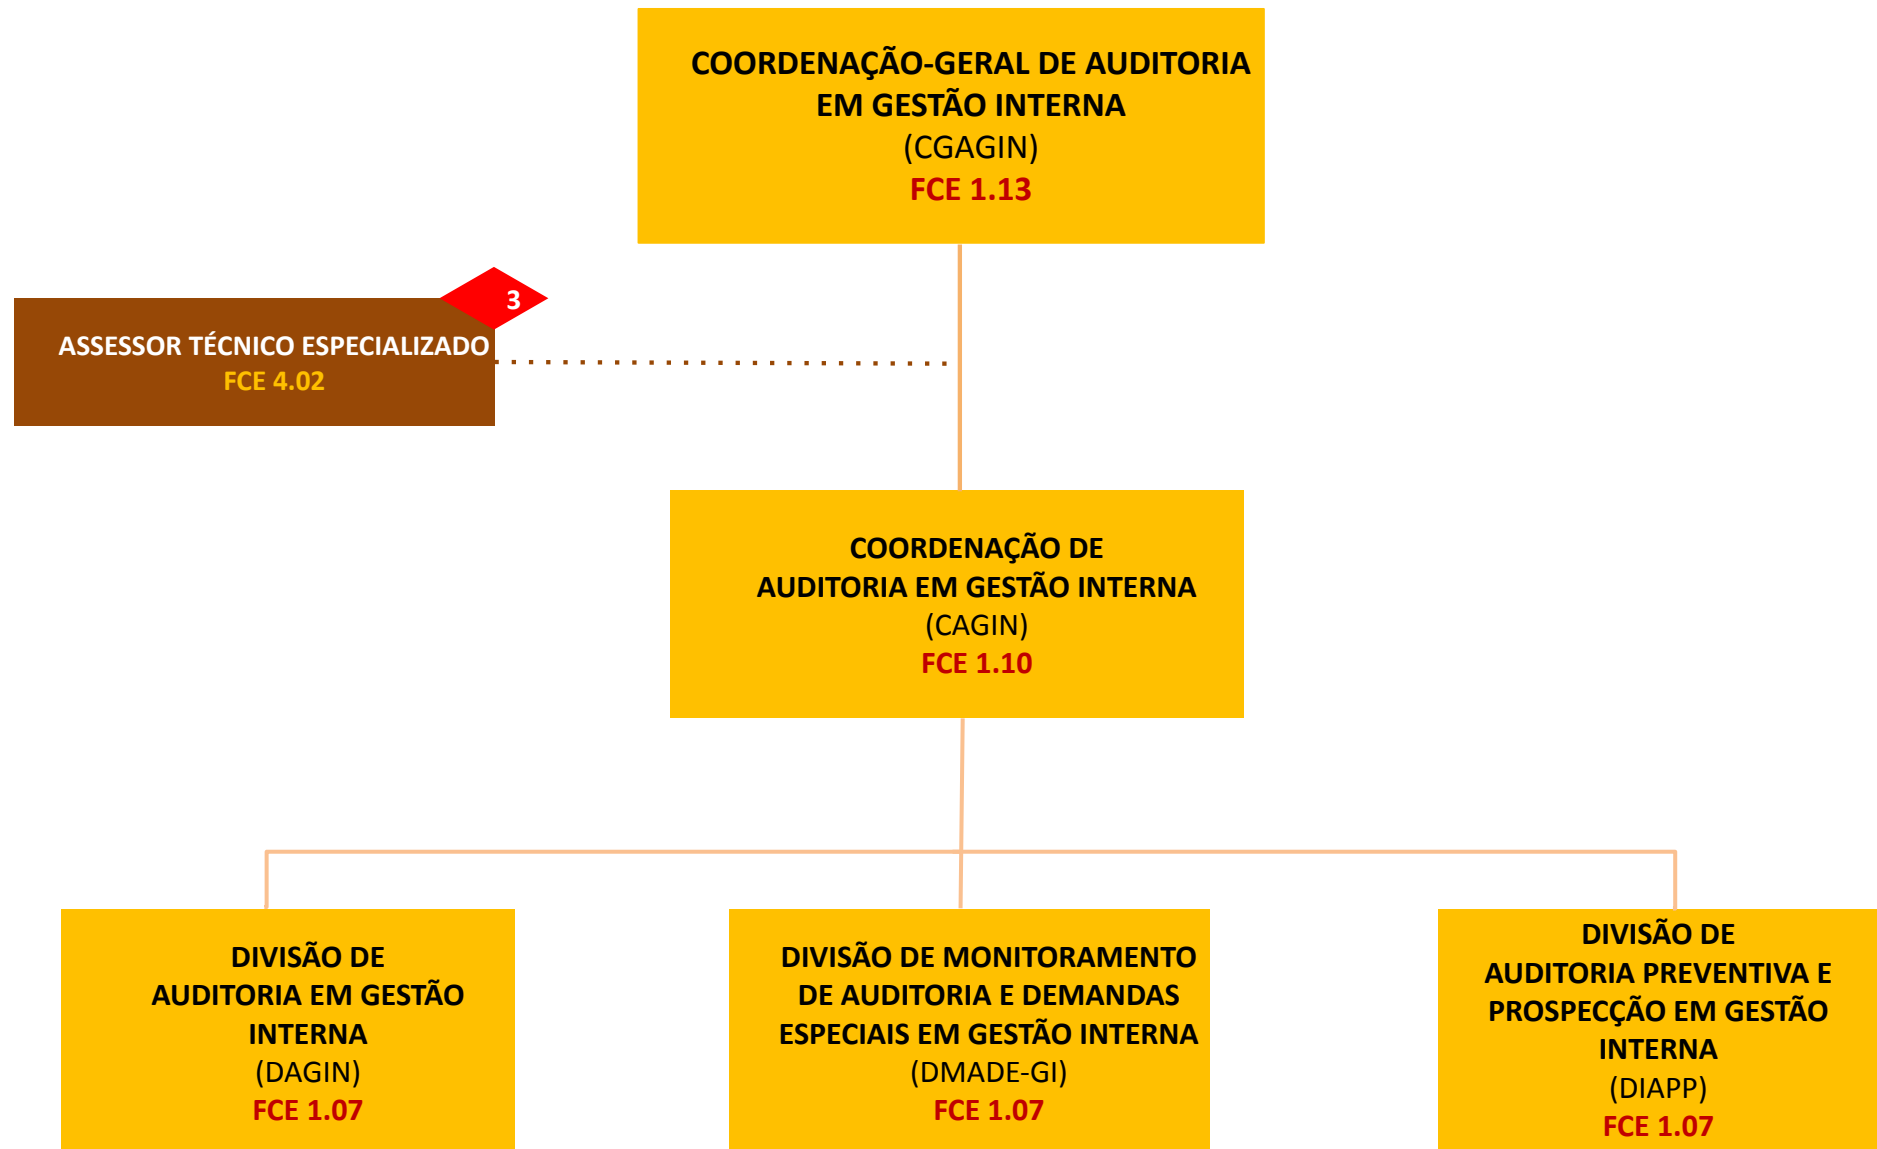 COORDENAÇÃO-GERAL DE AUDITORIA
EM GESTÃO INTERNA
(CGAGIN)
FCE 1.13
3
ASSESSOR TÉCNICO ESPECIALIZADO
FCE 4.02
COORDENAÇÃO DE
AUDITORIA EM GESTÃO INTERNA
(CAGIN)
FCE 1.10
DIVISÃO DE
AUDITORIA EM GESTÃO
INTERNA
(DAGIN)
FCE 1.07
DIVISÃO DE MONITORAMENTO
DE AUDITORIA E DEMANDAS
ESPECIAIS EM GESTÃO INTERNA
(DMADE-GI)
FCE 1.07
DIVISÃO DE
AUDITORIA PREVENTIVA E
PROSPECÇÃO EM GESTÃO
INTERNA
(DIAPP)
FCE 1.07